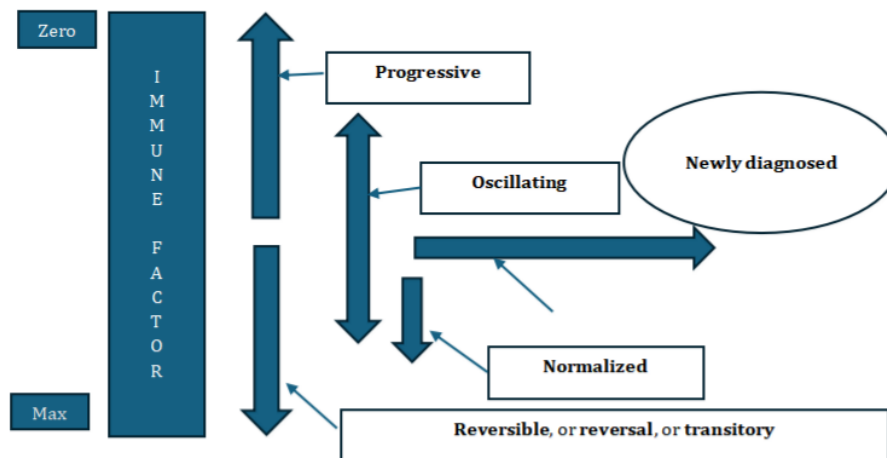 Zero
IMMUNE FACTOR
Progressive
Newly diagnosed
Oscillating
Normalized
Max
Reversible, or reversal, or transitory